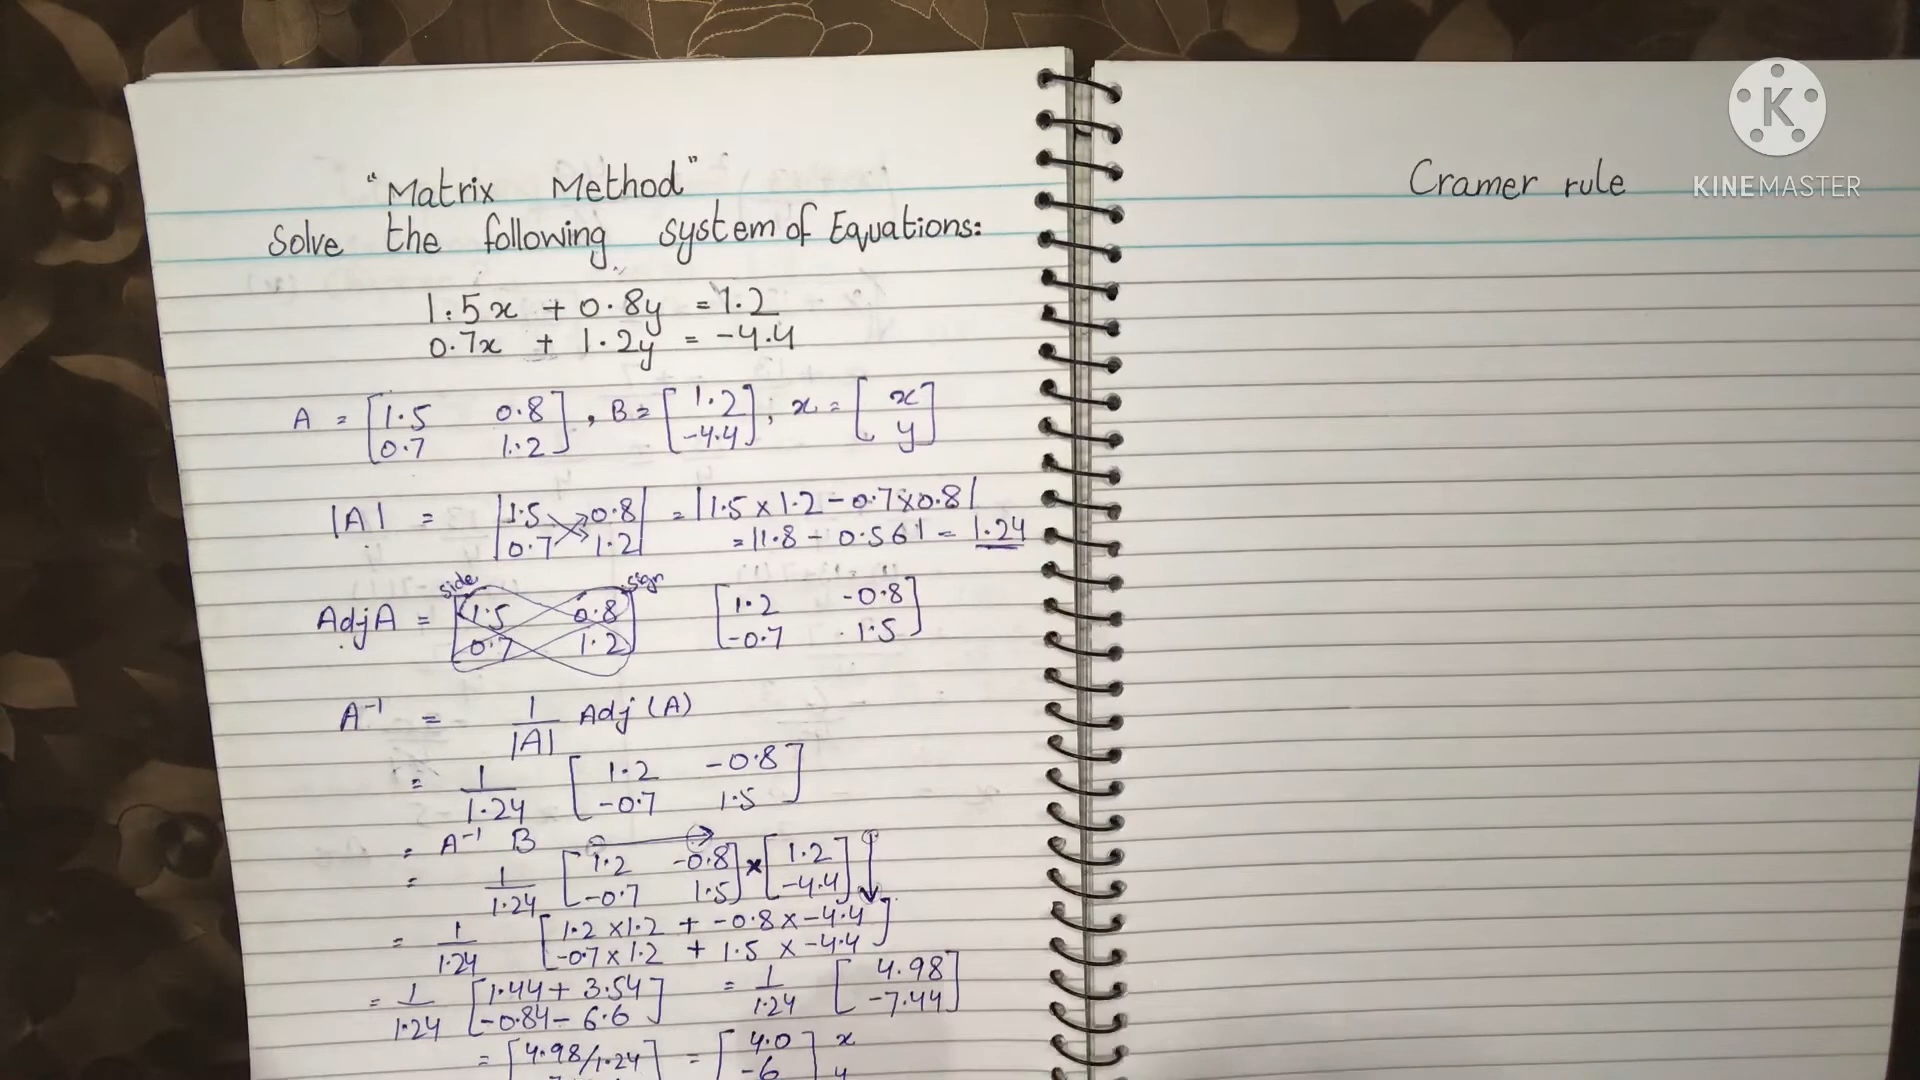 "Matrix Method"
Solve the following system of Equations:
1.5x + 0.8y = 1.2
0.7x + 1.2y = -4.4
A = [1.5 0.8
0.7 1.2], B = [1.2
-4.4], x = [x
y]
|A| = |1.5 0.8
0.7 1.2| = |1.5 x 1.2 - 0.7 x 0.8|
= |1.8 - 0.56| = 1.24
side sign
Adj A = [1.5 0.8
0.7 1.2] [1.2 -0.8
-0.7 1.5]
A⁻¹ = 1/|A| Adj (A)
= 1/1.24 [1.2 -0.8
-0.7 1.5]
= A⁻¹ B
= 1/1.24 [1.2 -0.8
-0.7 1.5] x [1.2
-4.4]
= 1/1.24 [1.2 x 1.2 + -0.8 x -4.4
-0.7 x 1.2 + 1.5 x -4.4]
= 1/1.24 [1.44 + 3.54
-0.84 - 6.6] = 1/1.24 [4.98
-7.44]
= [4.98/1.24] = [4.0
-6] x
Cramer rule
K
KINEMASTER